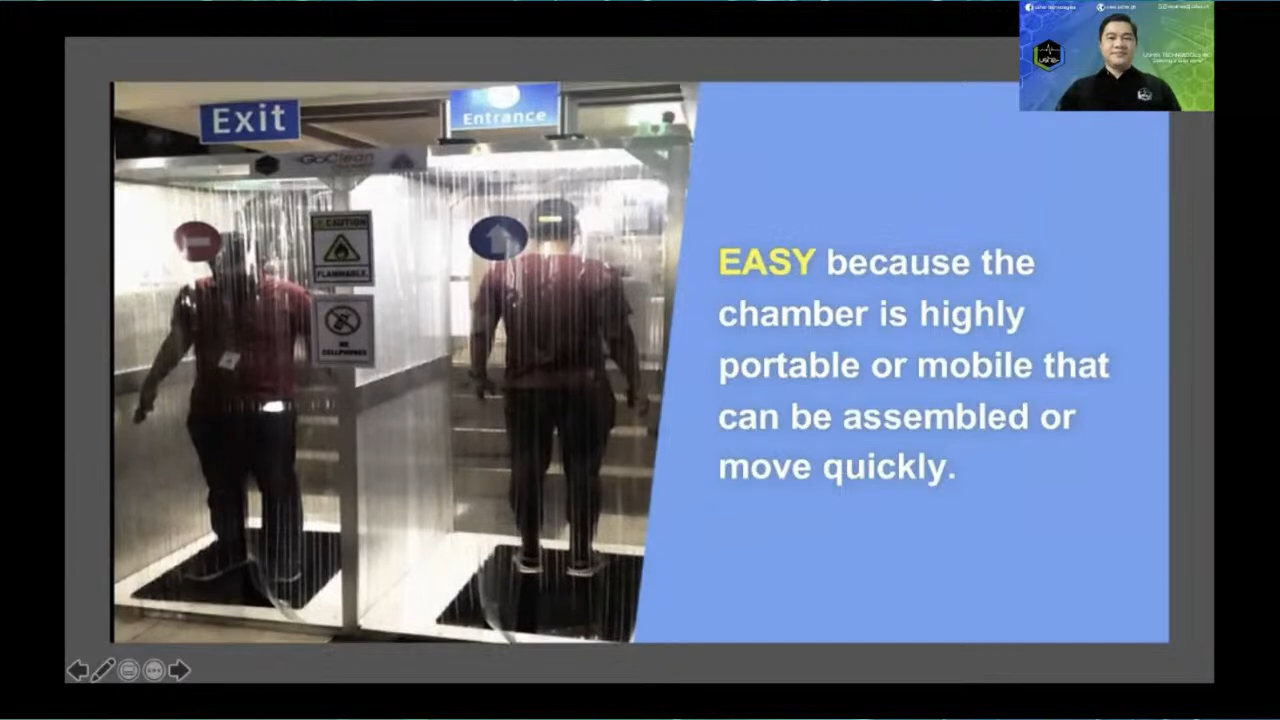 Exit
Entrance
GoClean
CAUTION
FLAMMABLE
NO
CELLPHONES
EASY because the
chamber is highly
portable or mobile that
can be assembled or
move quickly.